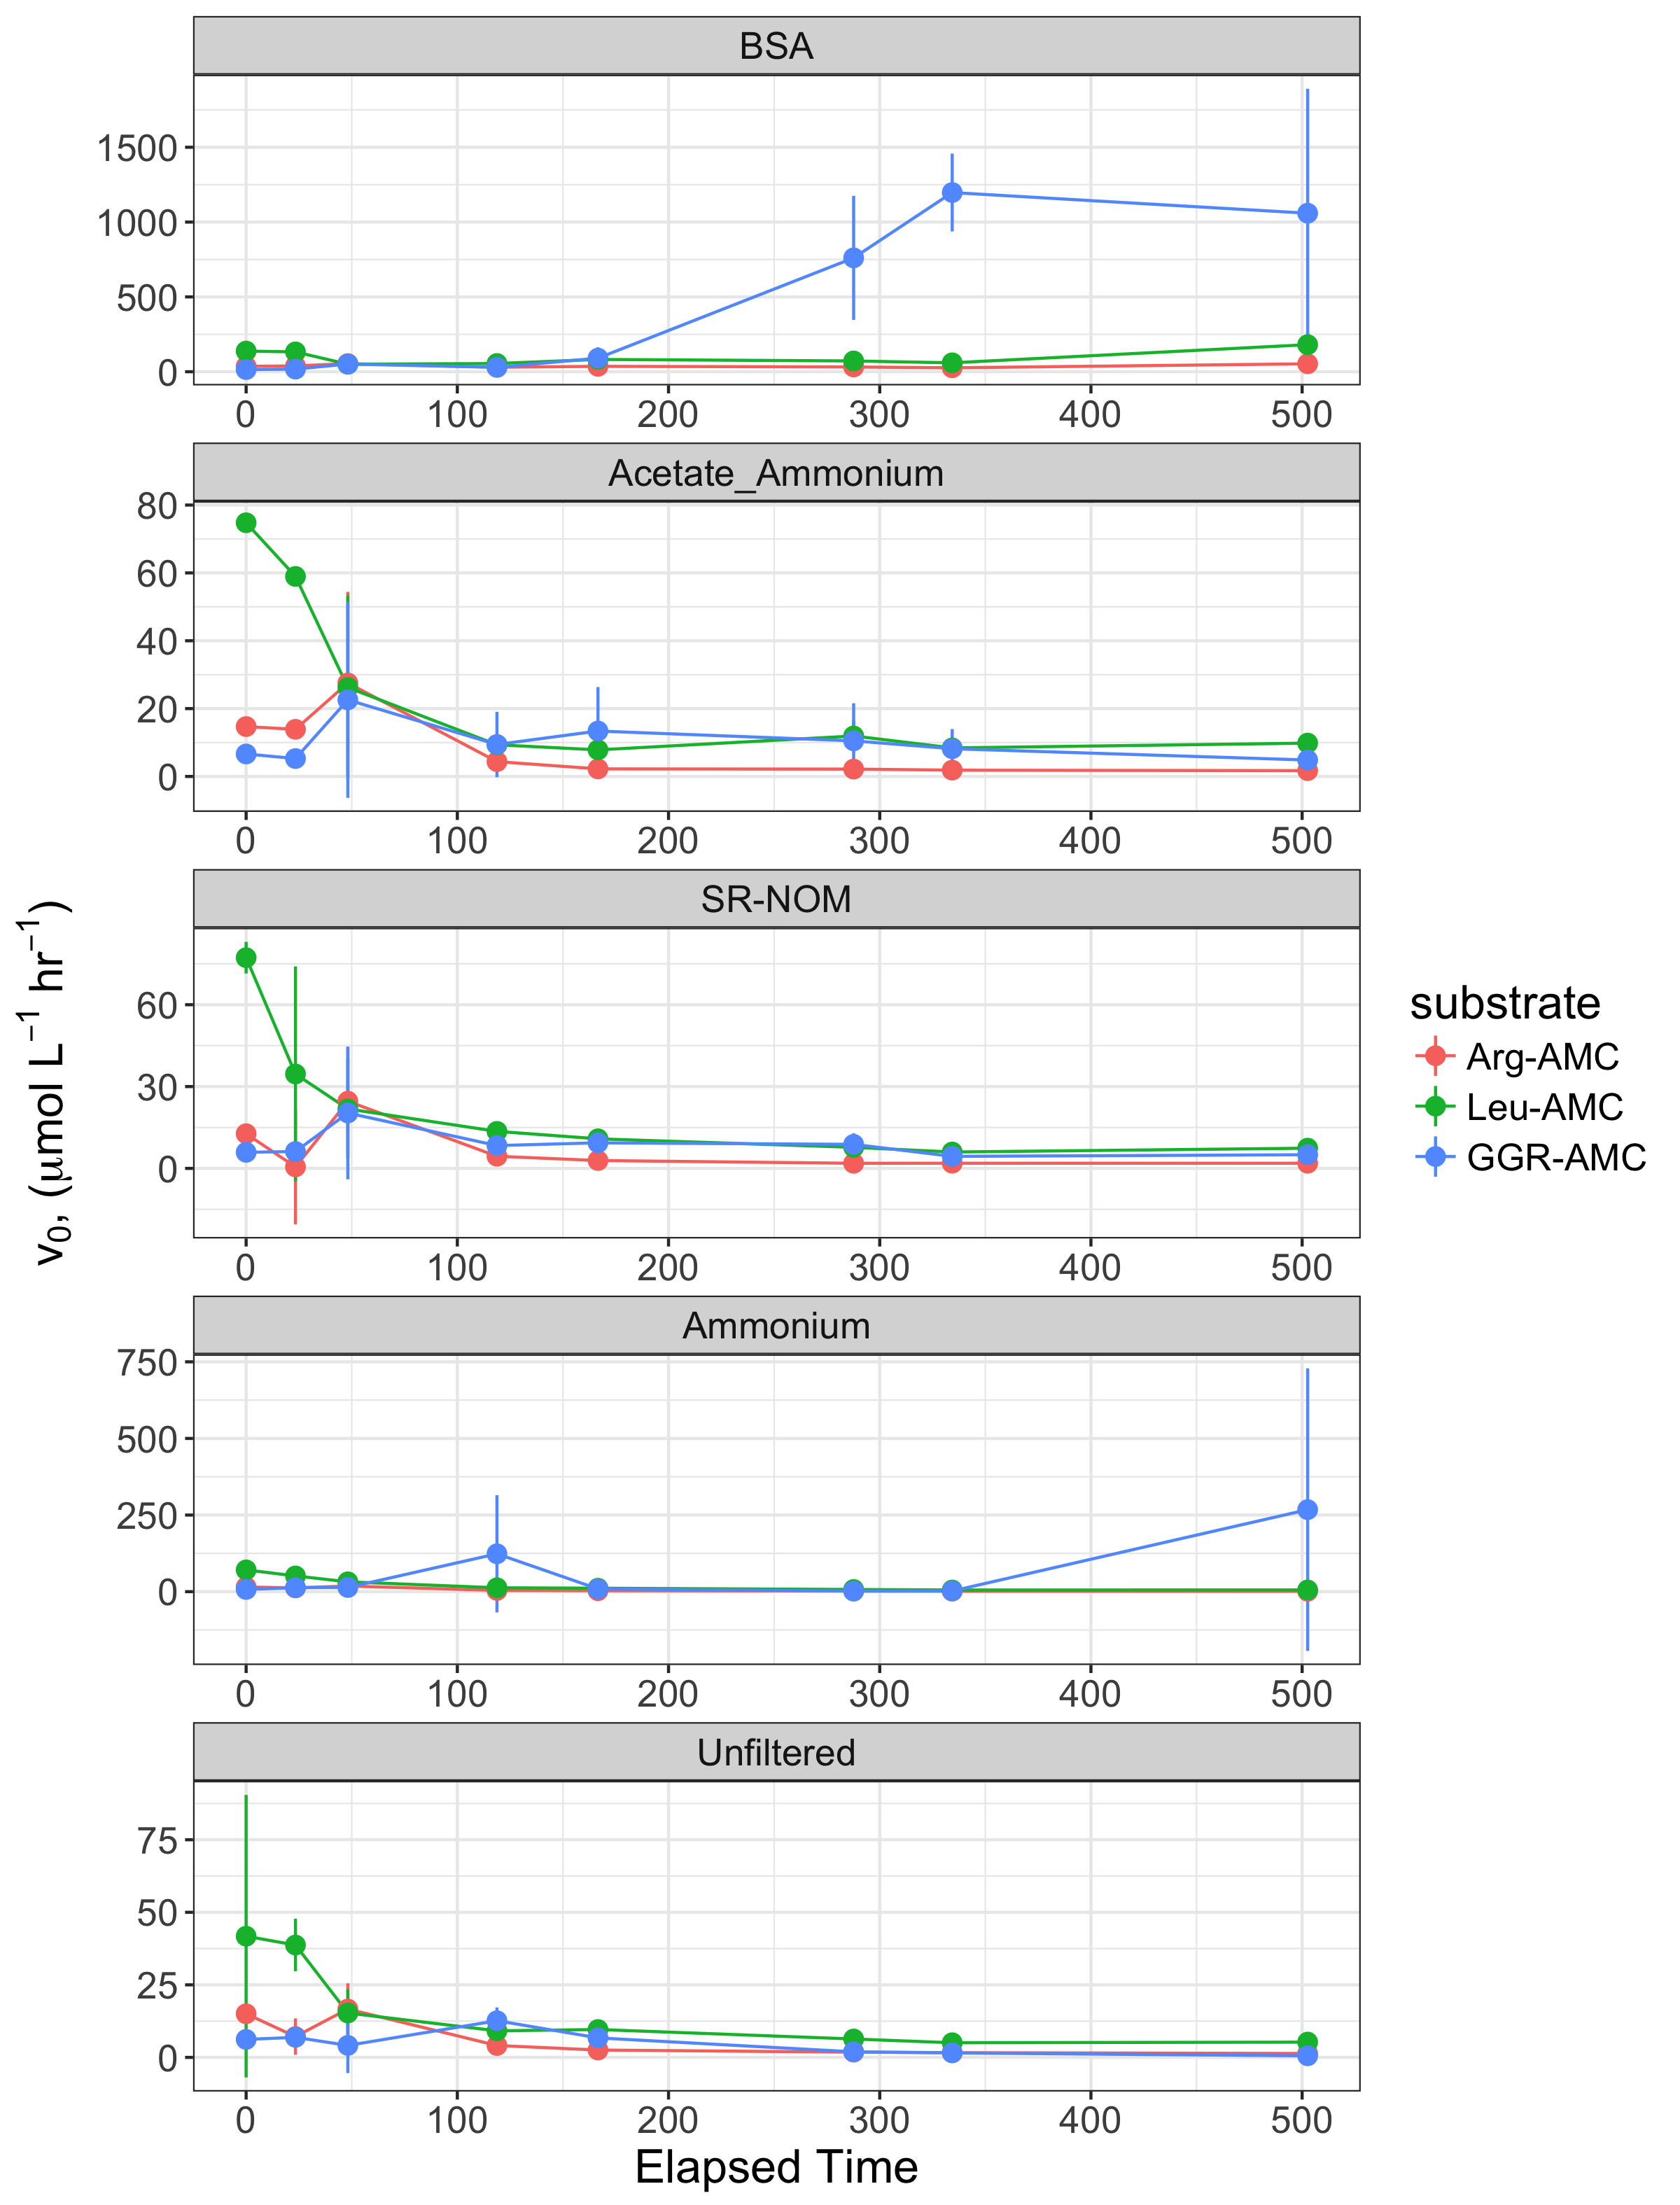 BSA
1500
1000
500
0
0 100 200 300 400 500
Acetate_Ammonium
80
60
40
20
0
0 100 200 300 400 500
SR-NOM
60
30
0
0 100 200 300 400 500
Ammonium
750
500
250
0
0 100 200 300 400 500
Unfiltered
75
50
25
0
0 100 200 300 400 500
Elapsed Time
v₀, (μmol L⁻¹ hr⁻¹)
substrate
Arg-AMC
Leu-AMC
GGR-AMC